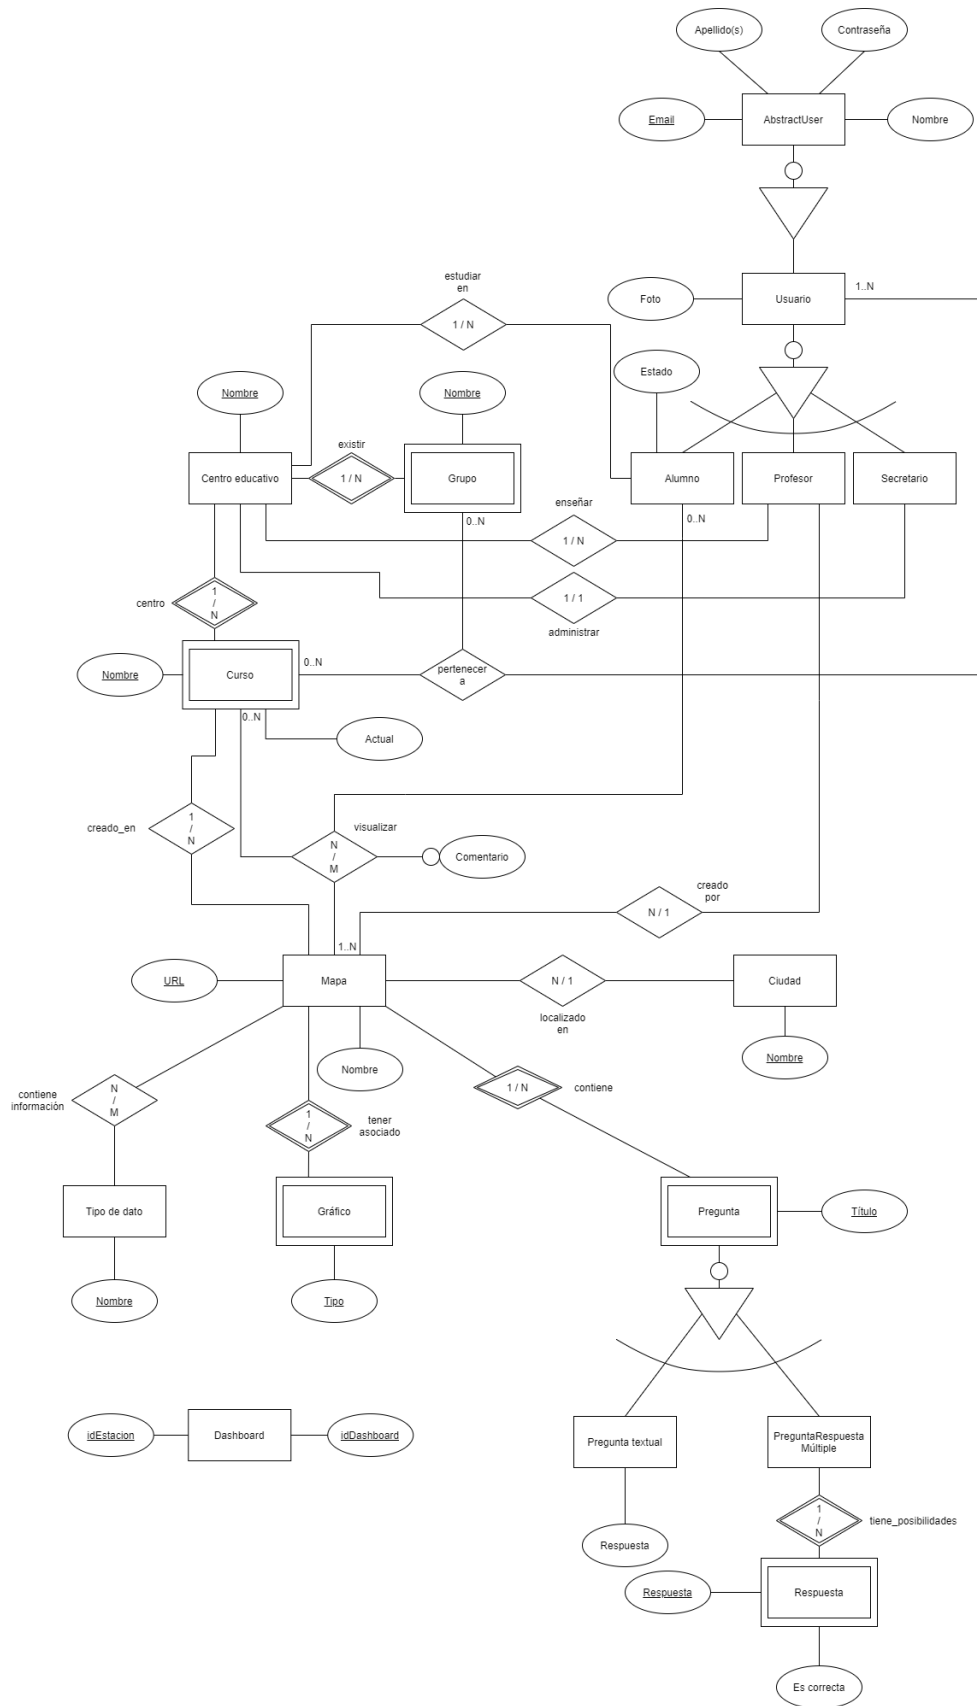 Apellido(s)
Contraseña
Email
AbstractUser
Nombre
estudiar
en
Foto
Usuario
1..N
1 / N
Estado
Nombre
Nombre
existir
Centro educativo
1 / N
Grupo
Alumno
Profesor
Secretario
0..N
enseñar
0..N
1 / N
centro
1
/
N
1 / 1
administrar
0..N
Nombre
Curso
pertenecer
a
0..N
Actual
creado_en
1
/
N
visualizar
N
/
M
Comentario
creado
por
N / 1
1..N
URL
Mapa
N / 1
Ciudad
localizado
en
Nombre
Nombre
contiene
información
N
/
M
1 / N
contiene
1
/
N
tener
asociado
Tipo de dato
Gráfico
Pregunta
Título
Nombre
Tipo
idEstacion
Dashboard
idDashboard
Pregunta textual
PreguntaRespuesta
Múltiple
1
/
N
tiene_posibilidades
Respuesta
Respuesta
Respuesta
Es correcta